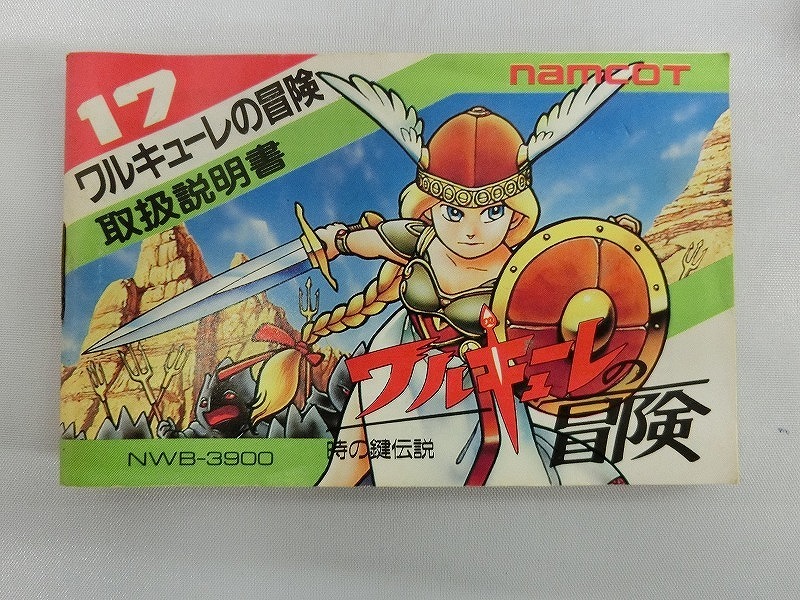 17
ワルキューレの冒険
取扱説明書
namcoT
ワルキューレの
冒険
時の鍵伝説
NWB-3900